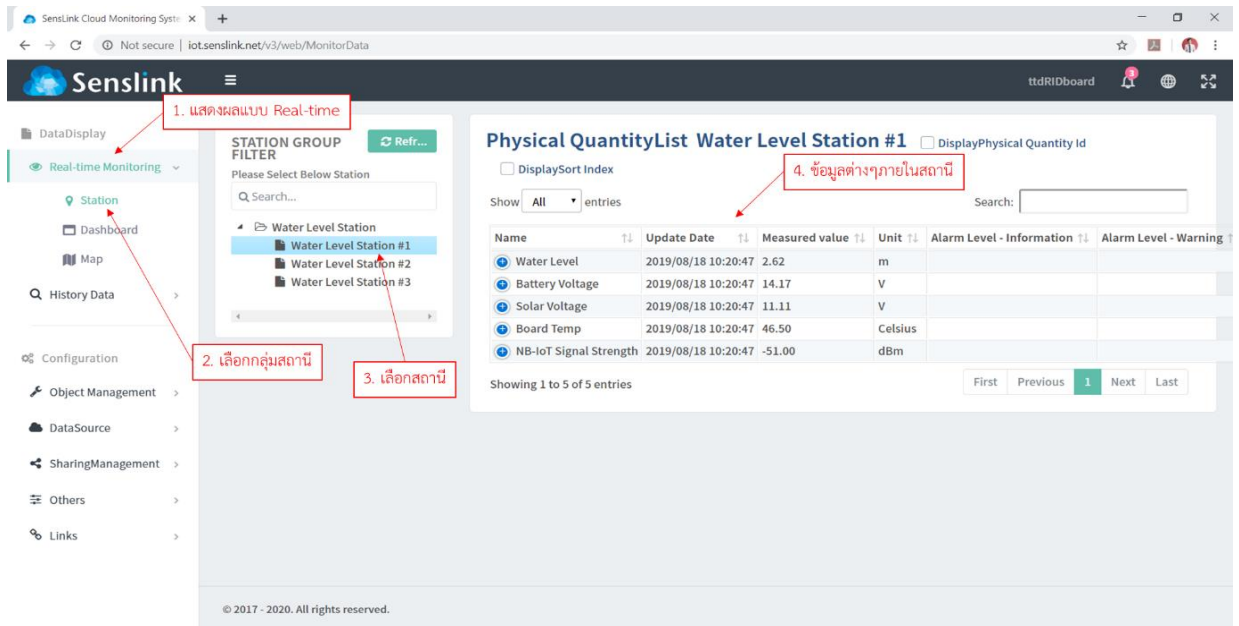 SensLink Cloud Monitoring Syste
Not secure | iot.senslink.net/v3/web/MonitorData
Senslink
ttdRIDboard
3
1. แสดงผลแบบ Real-time
DataDisplay
Real-time Monitoring
Station
Dashboard
Map
History Data
Configuration
Object Management
DataSource
SharingManagement
Others
Links
STATION GROUP
FILTER
Refr...
Please Select Below Station
Search...
Water Level Station
Water Level Station #1
Water Level Station #2
Water Level Station #3
2. เลือกกลุ่มสถานี
3. เลือกสถานี
Physical QuantityList Water Level Station #1 DisplayPhysical Quantity Id
DisplaySort Index
4. ข้อมูลต่างๆภายในสถานี
Show All entries Search:
Name Update Date Measured value Unit Alarm Level - Information Alarm Level - Warning
Water Level 2019/08/18 10:20:47 2.62 m
Battery Voltage 2019/08/18 10:20:47 14.17 V
Solar Voltage 2019/08/18 10:20:47 11.11 V
Board Temp 2019/08/18 10:20:47 46.50 Celsius
NB-IoT Signal Strength 2019/08/18 10:20:47 -51.00 dBm
Showing 1 to 5 of 5 entries
First Previous 1 Next Last
© 2017 - 2020. All rights reserved.